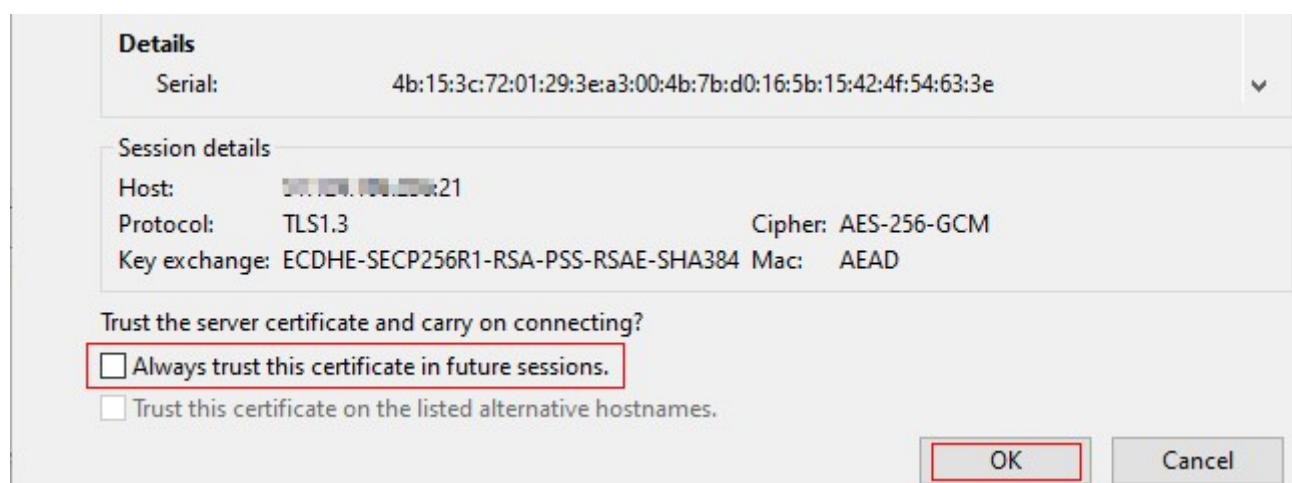 Details
Serial: 4b:15:3c:72:01:29:3e:a3:00:4b:7b:d0:16:5b:15:42:4f:54:63:3e
Session details
Host: :21
Protocol: TLS1.3 Cipher: AES-256-GCM
Key exchange: ECDHE-SECP256R1-RSA-PSS-RSAE-SHA384 Mac: AEAD
Trust the server certificate and carry on connecting?
Always trust this certificate in future sessions.
Trust this certificate on the listed alternative hostnames.
OK Cancel